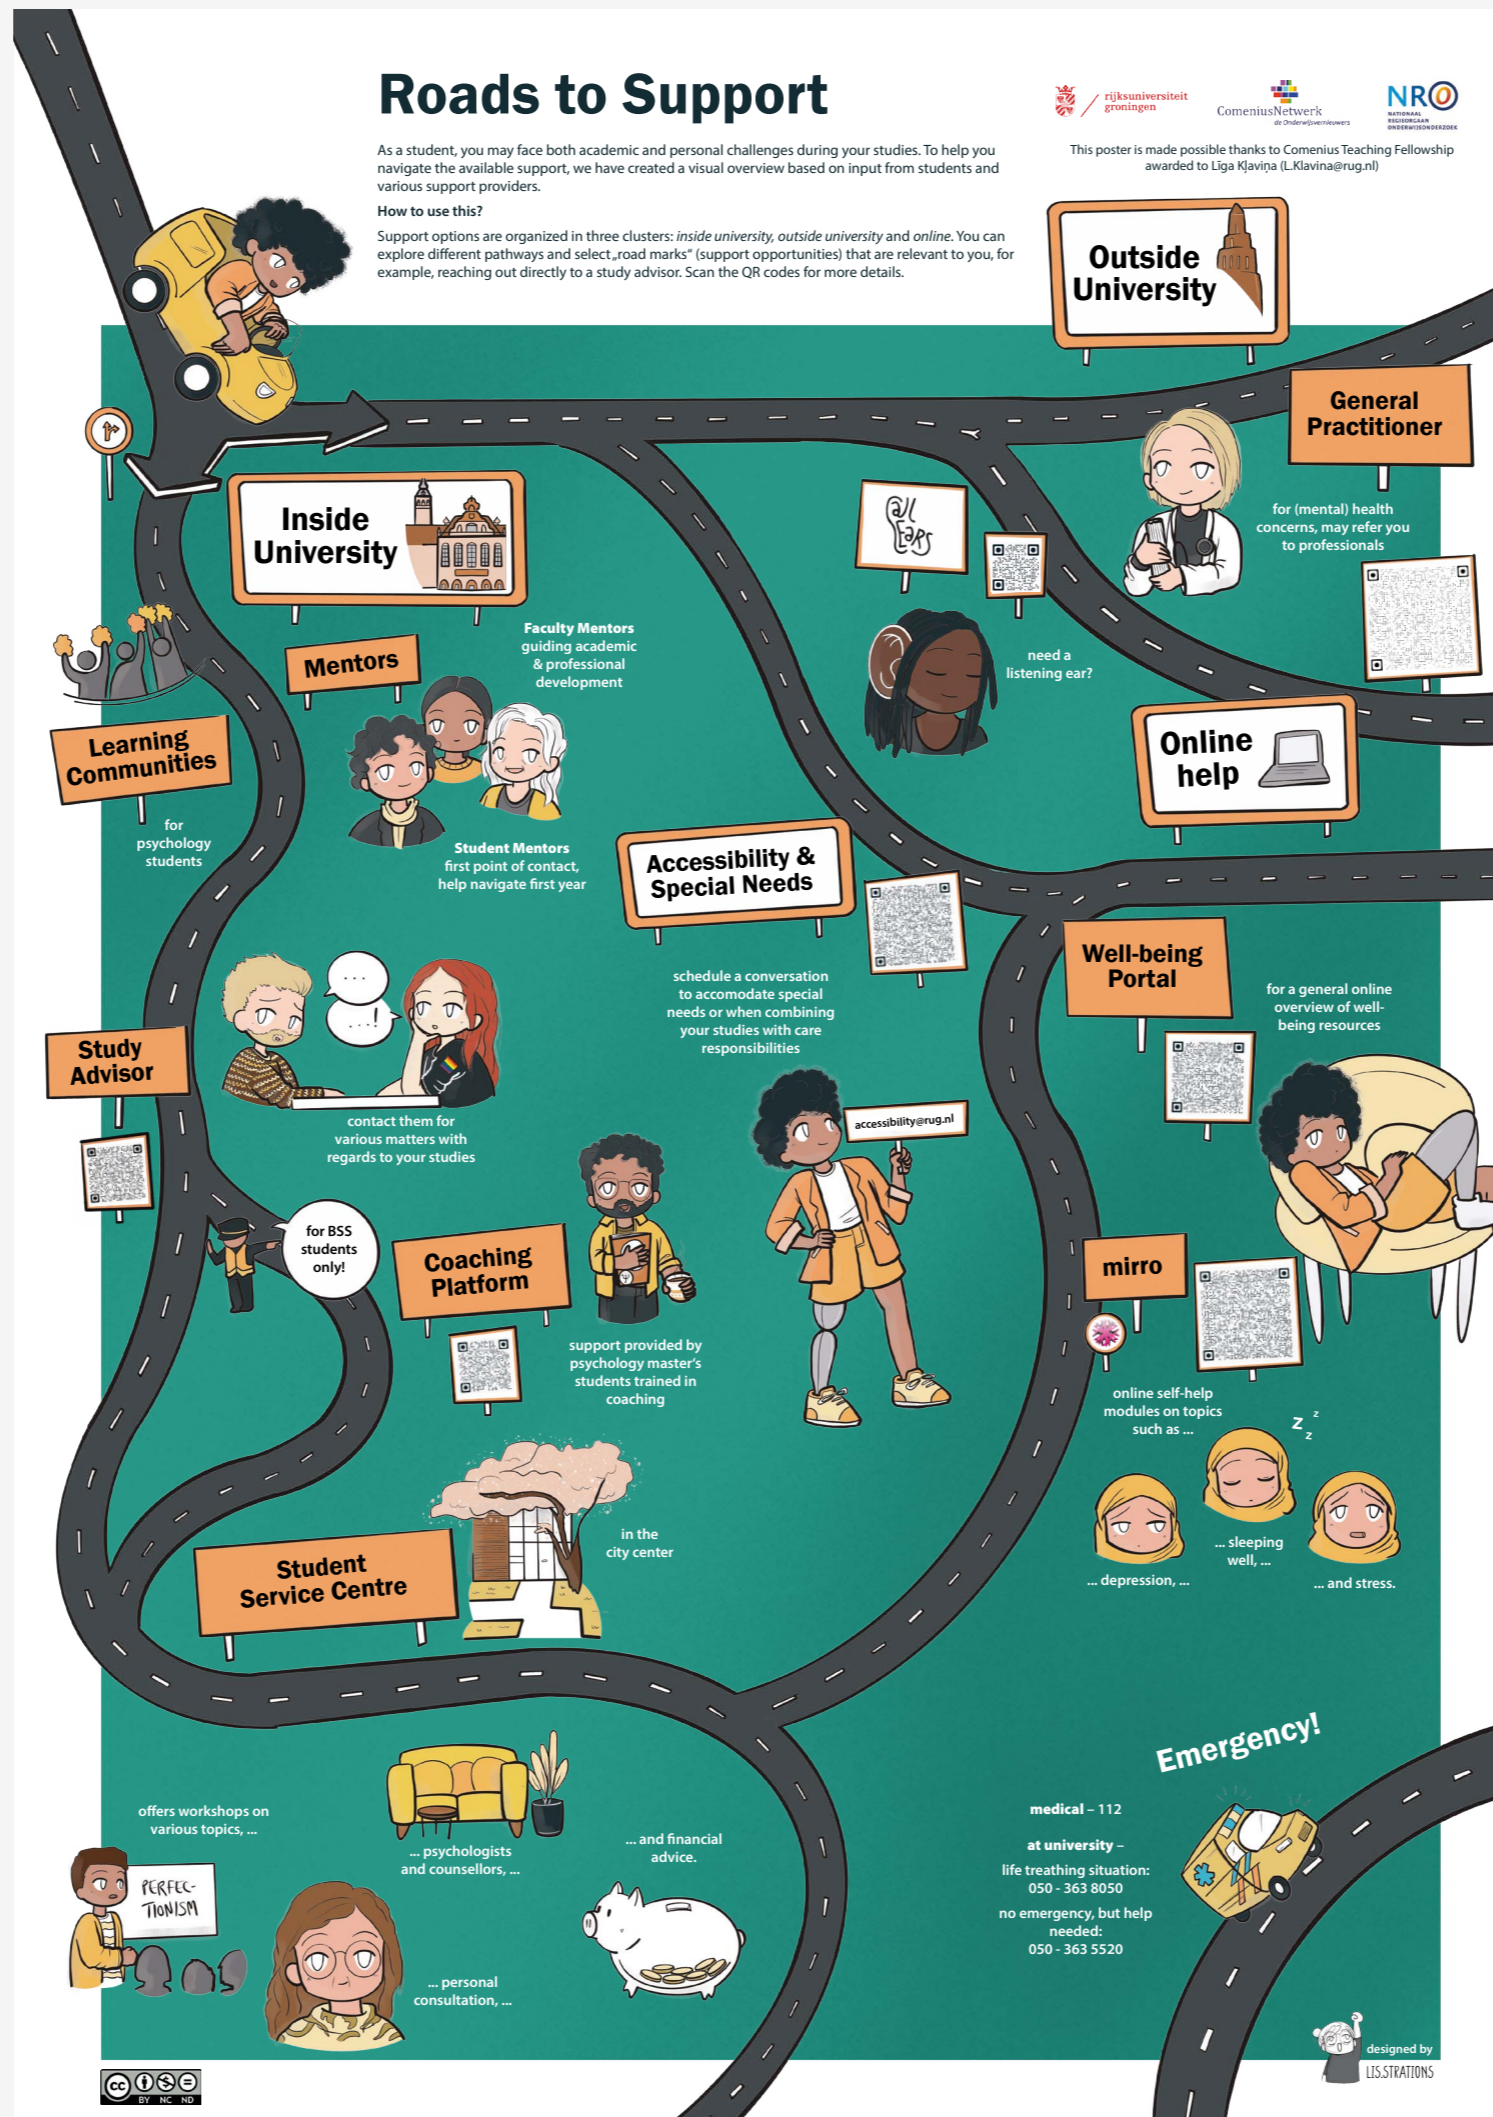 Roads to Support
As a student, you may face both academic and personal challenges during your studies. To help you
navigate the available support, we have created a visual overview based on input from students and
various support providers.
How to use this?
Support options are organized in three clusters: inside university, outside university and online. You can
explore different pathways and select „road marks“ (support opportunities) that are relevant to you, for
example, reaching out directly to a study advisor. Scan the QR codes for more details.
rijksuniversiteit
groningen
ComeniusNetwerk
de Onderwijsvernieuwers
NRO
NATIONAAL
REGIEORGAAN
ONDERWIJSONDERZOEK
This poster is made possible thanks to Comenius Teaching Fellowship
awarded to Līga Kļaviņa (L.Klavina@rug.nl)
Outside
University
General
Practitioner
for (mental) health
concerns, may refer you
to professionals
Inside
University
All
Ears
need a
listening ear?
Mentors
Faculty Mentors
guiding academic
& professional
development
Student Mentors
first point of contact,
help navigate first year
Learning
Communities
for
psychology
students
Online
help
Accessibility &
Special Needs
schedule a conversation
to accomodate special
needs or when combining
your studies with care
responsibilities
accessibility@rug.nl
Well-being
Portal
for a general online
overview of well-
being resources
Study
Advisor
...
...!
contact them for
various matters with
regards to your studies
for BSS
students
only!
Coaching
Platform
support provided by
psychology master's
students trained in
coaching
mirro
online self-help
modules on topics
such as ...
z
z
z
... depression, ...
... sleeping
well, ...
... and stress.
Student
Service Centre
in the
city center
offers workshops on
various topics, ...
PERFEC-
TIONISM
... psychologists
and counsellors, ...
... personal
consultation, ...
... and financial
advice.
Emergency!
medical – 112
at university –
life treathing situation:
050 - 363 8050
no emergency, but help
needed:
050 - 363 5520
designed by
LIS.STRATIONS
cc
BY NC ND